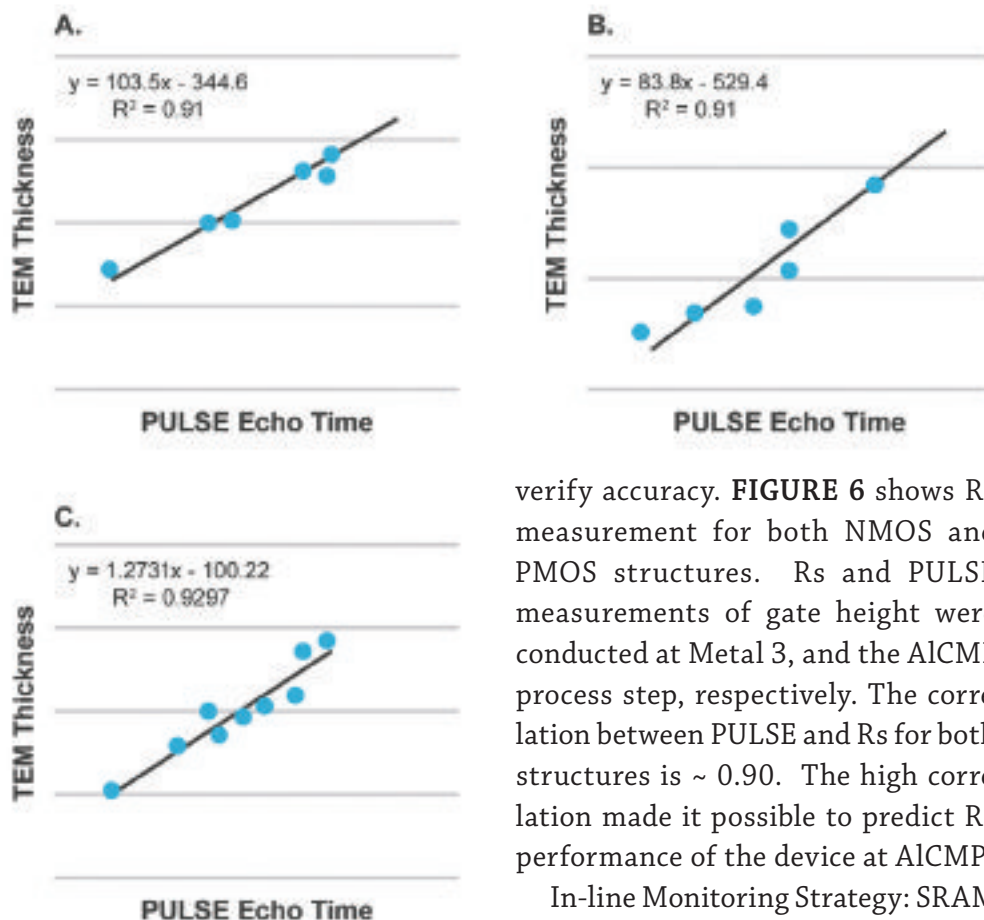 A.
y = 103.5x - 344.6
R² = 0.91
TEM Thickness
PULSE Echo Time
B.
y = 83.8x - 529.4
R² = 0.91
TEM Thickness
PULSE Echo Time
C.
y = 1.2731x - 100.22
R² = 0.9297
TEM Thickness
PULSE Echo Time
verify accuracy. FIGURE 6 shows R
measurement for both NMOS and
PMOS structures. Rs and PULSE
measurements of gate height wer
conducted at Metal 3, and the AlCMP
process step, respectively. The corre
lation between PULSE and Rs for both
structures is ~ 0.90. The high corre
lation made it possible to predict R
performance of the device at AlCMP
In-line Monitoring Strategy: SRAM